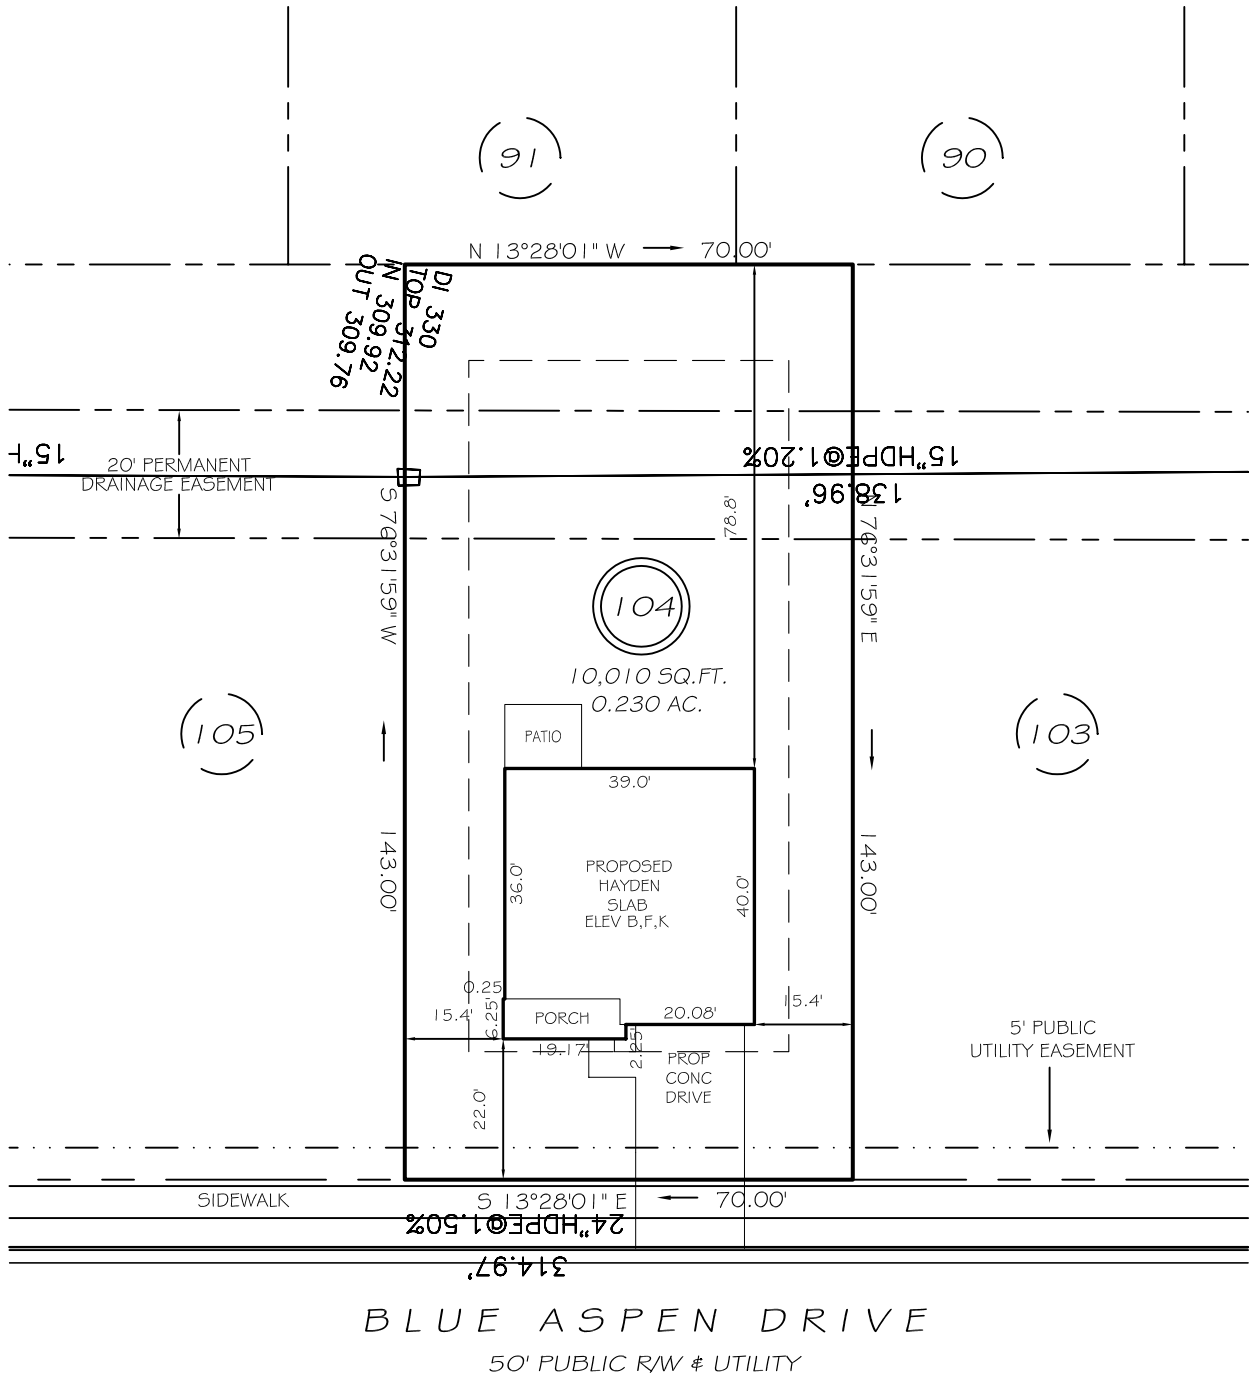 91
90
N 13°28'01" W
70.00'
DI 330
TOP 312.22
IN 309.92
OUT 309.76
15"H
20' PERMANENT
DRAINAGE EASEMENT
15"HDPE@1.20%
138.96'
78.8'
S 76°31'59" W
N 76°31'59" E
104
10,010 SQ.FT.
0.230 AC.
105
103
PATIO
39.0'
143.00'
143.00'
36.0'
PROPOSED
HAYDEN
SLAB
ELEV B,F,K
40.0'
0.25'
15.4'
6.25'
PORCH
20.08'
15.4'
19.17'
2.25'
PROP
CONC
DRIVE
5' PUBLIC
UTILITY EASEMENT
22.0'
SIDEWALK
S 13°28'01" E
70.00'
24"HDPE@1.50%
314.97'
BLUE ASPEN DRIVE
50' PUBLIC R/W & UTILITY